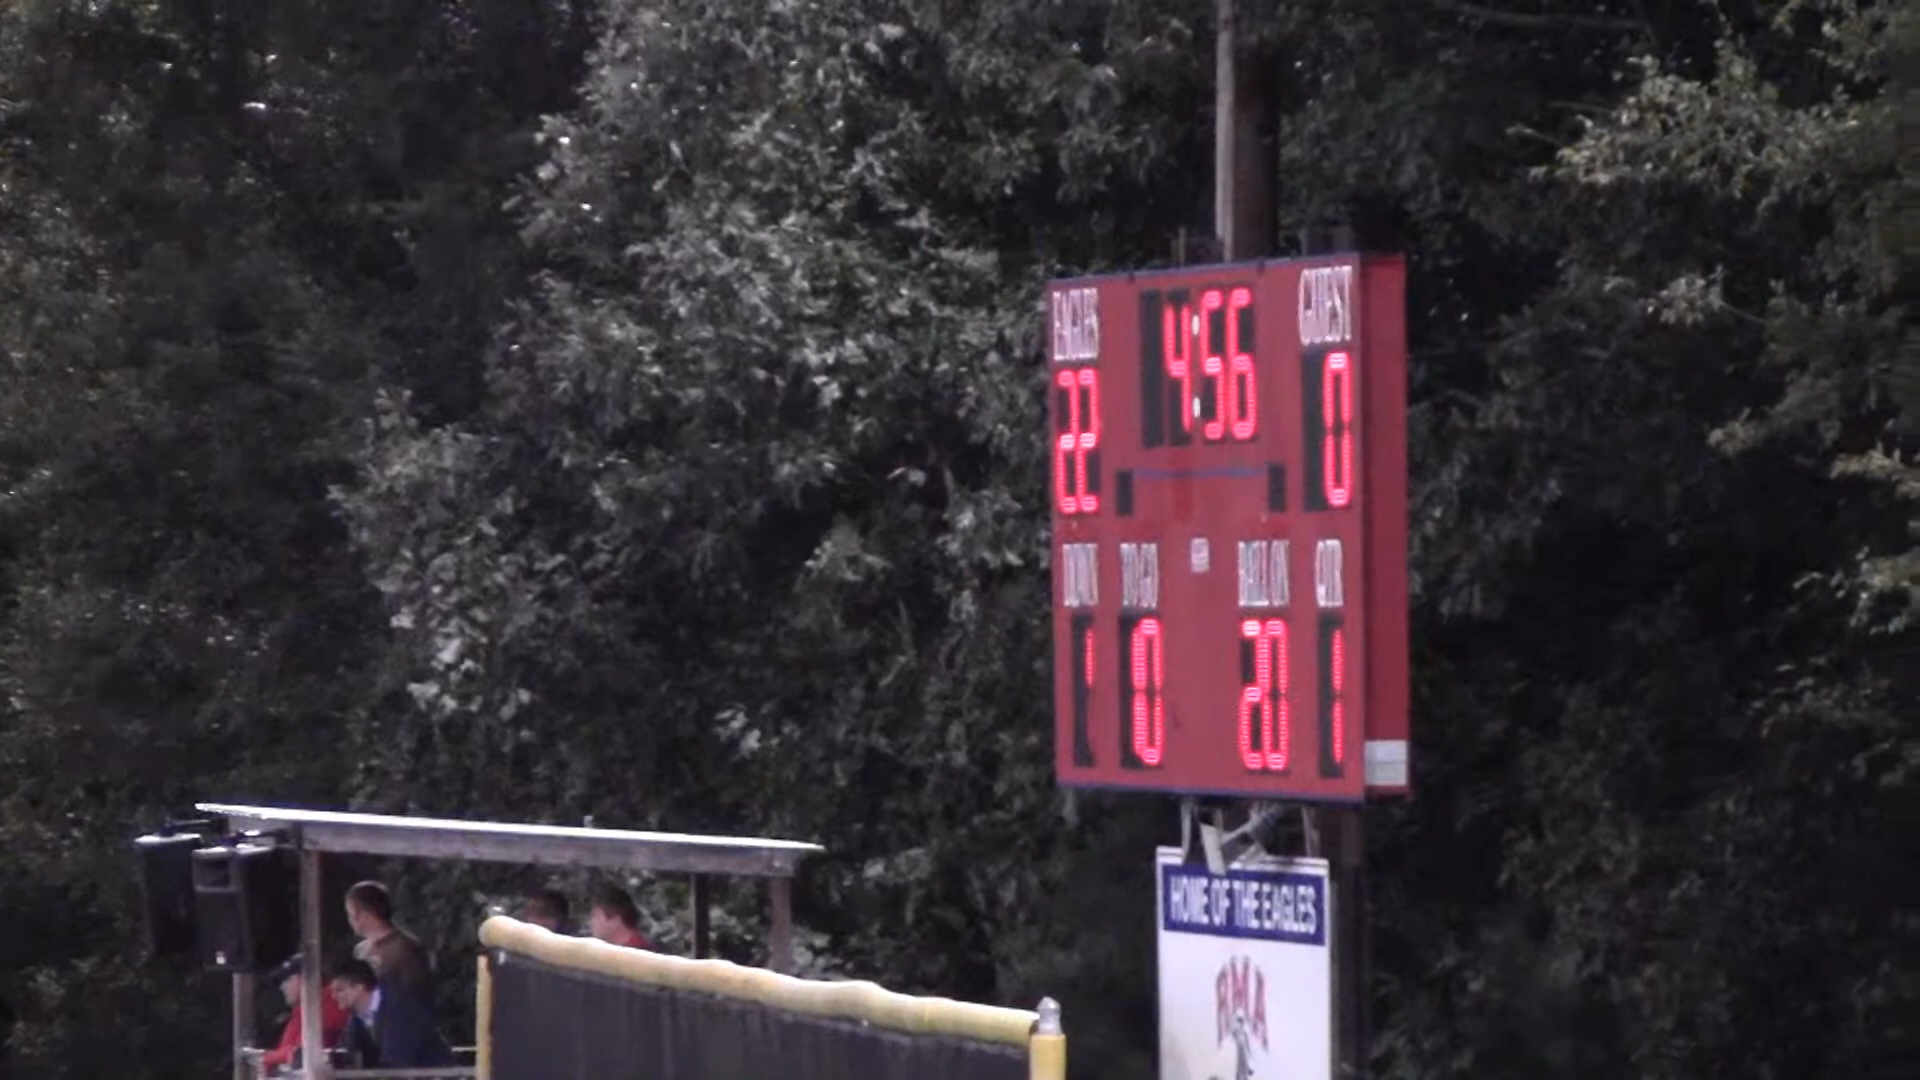 EAGLES 4:56 GUEST
22 0
DOWN TO GO BALL ON QTR
1 0 20 1
HOME OF THE EAGLES
RMA